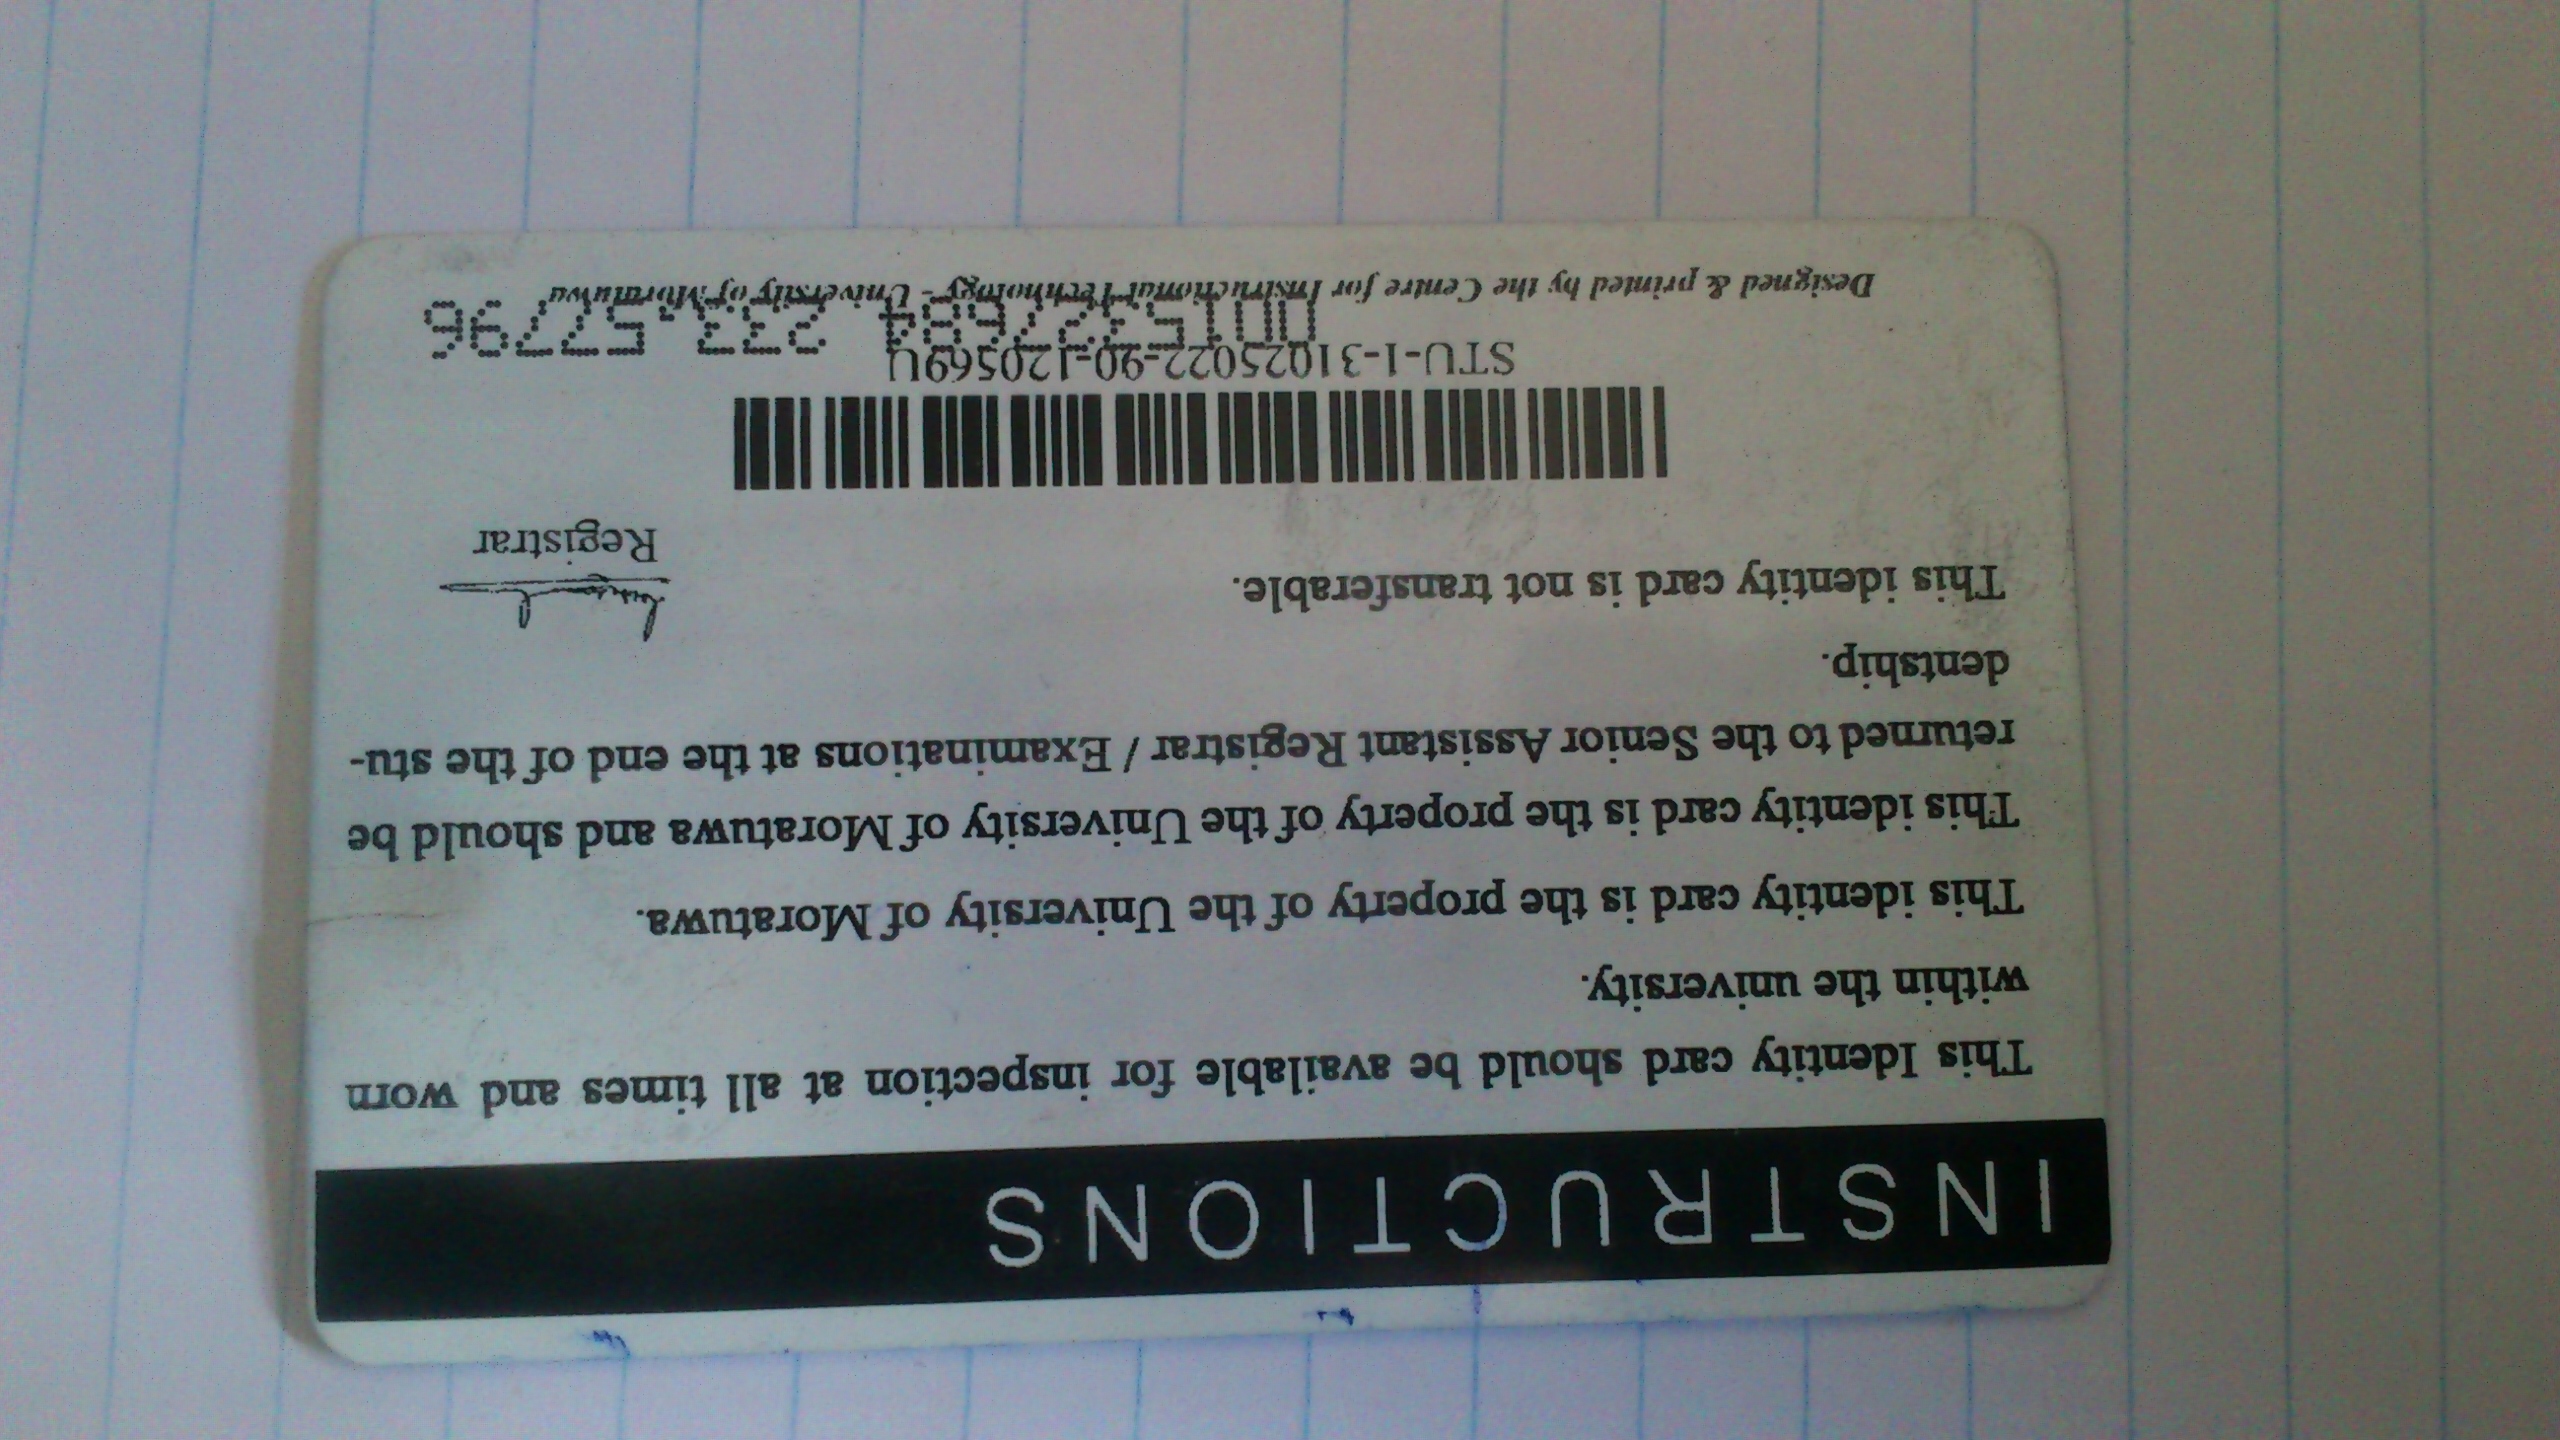 INSTRUCTIONS
This Identity card should be available for inspection at all times and worn
within the university.
This identity card is the property of the University of Moratuwa.
This identity card is the property of the University of Moratuwa and should be
returned to the Senior Assistant Registrar / Examinations at the end of the stu-
dentship.
This identity card is not transferable.
Registrar
STU-1-31025022-90-120569U
0015327684 233,57796
Designed & printed by the Centre for Instructional Technology - University of Moratuwa